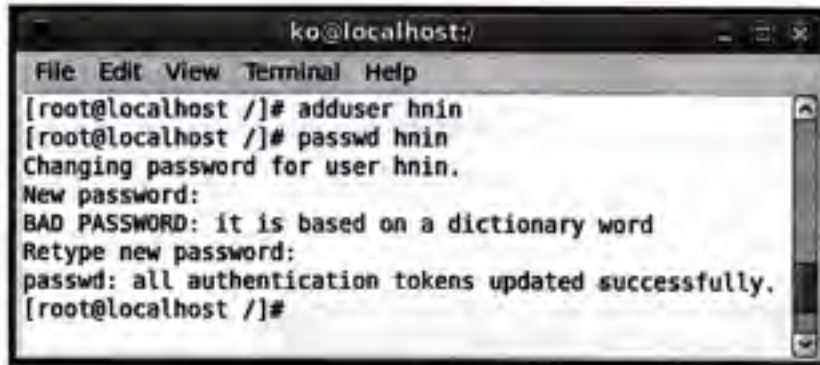 ko@localhost:/
File Edit View Terminal Help
[root@localhost /]# adduser hnin
[root@localhost /]# passwd hnin
Changing password for user hnin.
New password:
BAD PASSWORD: it is based on a dictionary word
Retype new password:
passwd: all authentication tokens updated successfully.
[root@localhost /]#